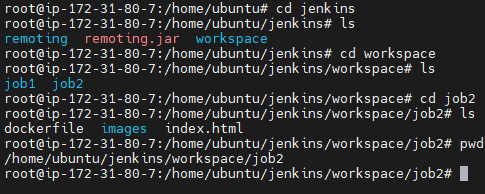 root@ip-172-31-80-7:/home/ubuntu# cd jenkins
root@ip-172-31-80-7:/home/ubuntu/jenkins# ls
remoting  remoting.jar  workspace
root@ip-172-31-80-7:/home/ubuntu/jenkins# cd workspace
root@ip-172-31-80-7:/home/ubuntu/jenkins/workspace# ls
job1  job2
root@ip-172-31-80-7:/home/ubuntu/jenkins/workspace# cd job2
root@ip-172-31-80-7:/home/ubuntu/jenkins/workspace/job2# ls
dockerfile  images  index.html
root@ip-172-31-80-7:/home/ubuntu/jenkins/workspace/job2# pwd
/home/ubuntu/jenkins/workspace/job2
root@ip-172-31-80-7:/home/ubuntu/jenkins/workspace/job2#